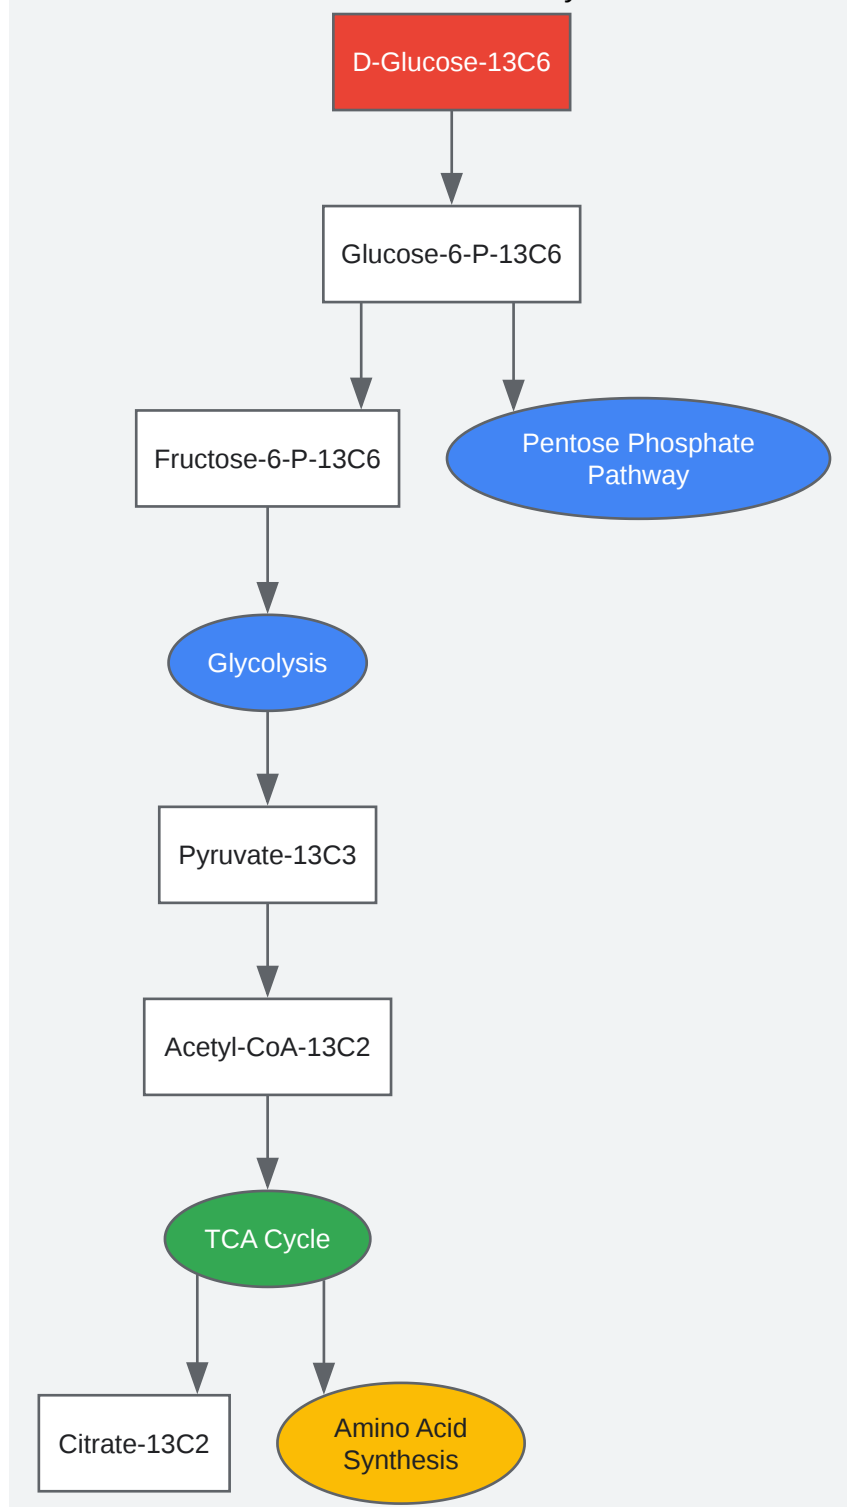 D-Glucose-13C6
Glucose-6-P-13C6
Fructose-6-P-13C6
Pentose Phosphate
Pathway
Glycolysis
Pyruvate-13C3
Acetyl-CoA-13C2
TCA Cycle
Citrate-13C2
Amino Acid
Synthesis